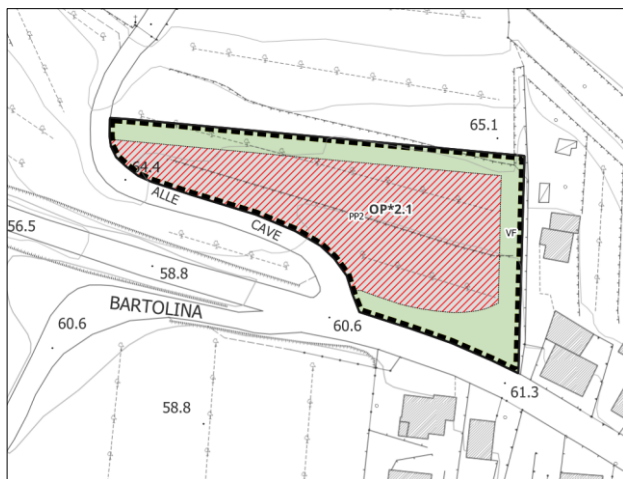 65.1
64.4
ALLE
CAVE
OP*2.1
PP2
VF
56.5
58.8
BARTOLINA
60.6
60.6
61.3
58.8